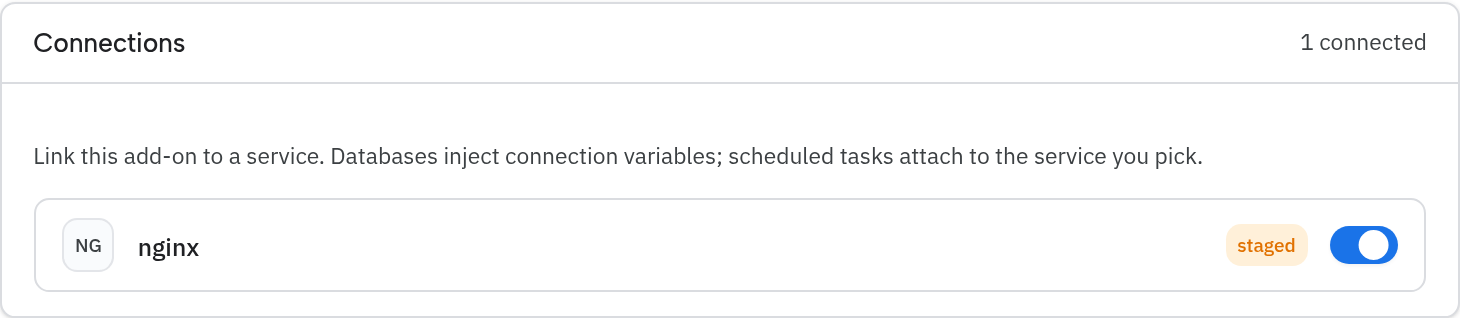 Connections
1 connected
Link this add-on to a service. Databases inject connection variables; scheduled tasks attach to the service you pick.
NG
nginx
staged